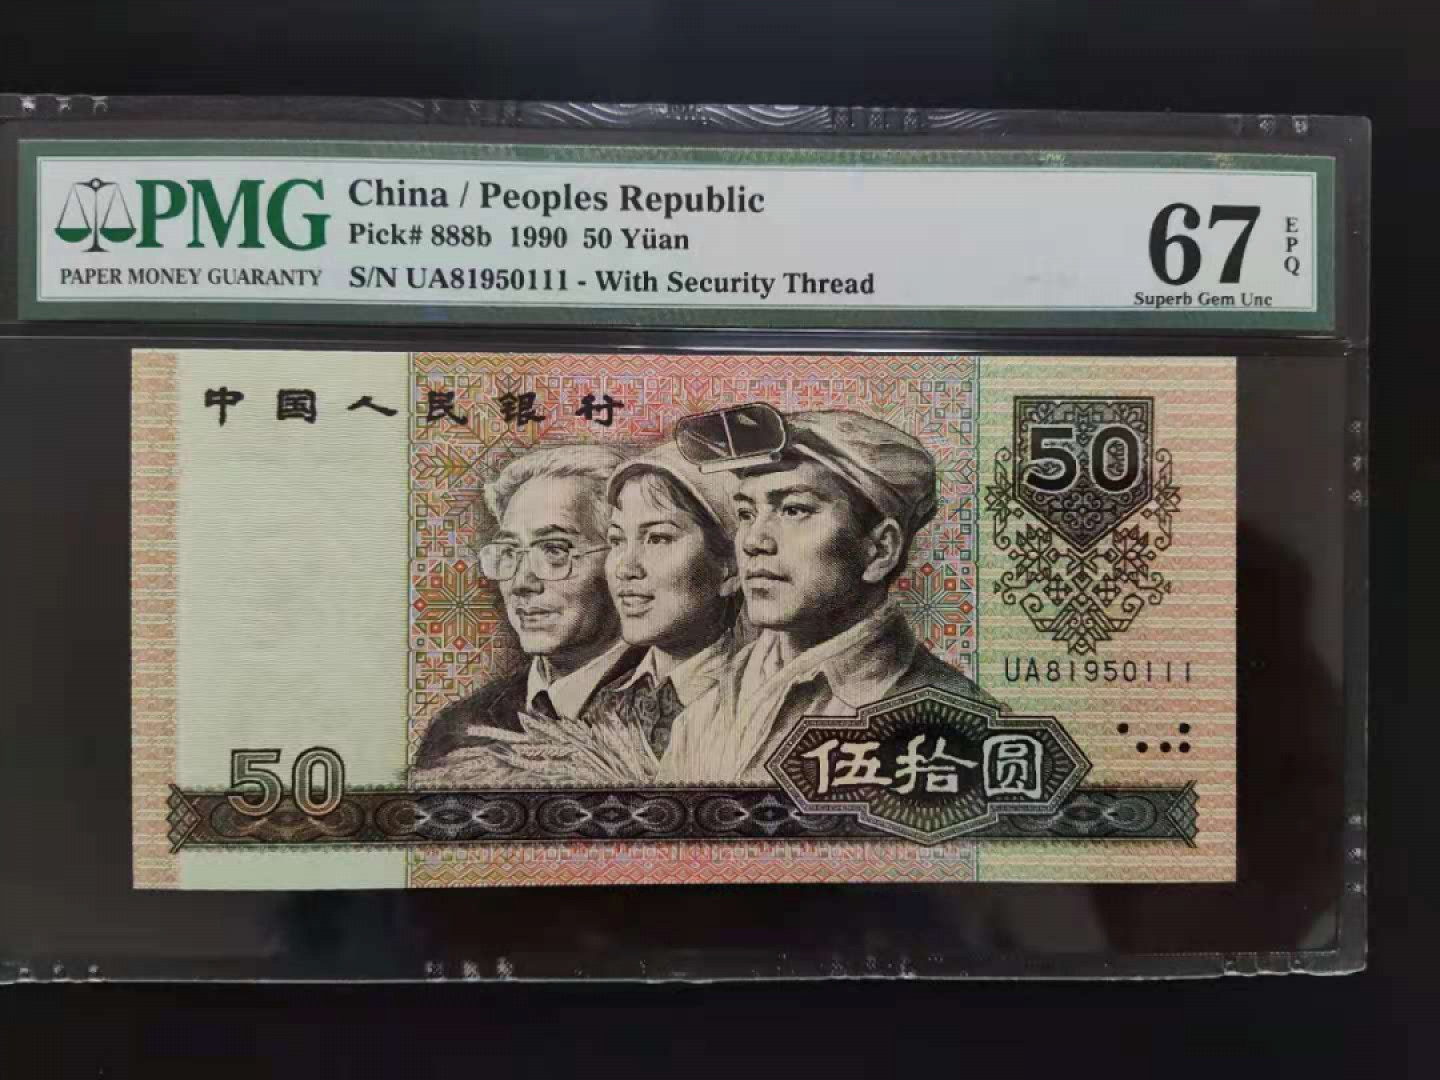 PMG
PAPER MONEY GUARANTY
China / Peoples Republic
Pick# 888b 1990 50 Yüan
S/N UA81950111 - With Security Thread
67
EPQ
Superb Gem Unc
中国人民银行
50
UA81950111
50
伍拾圆